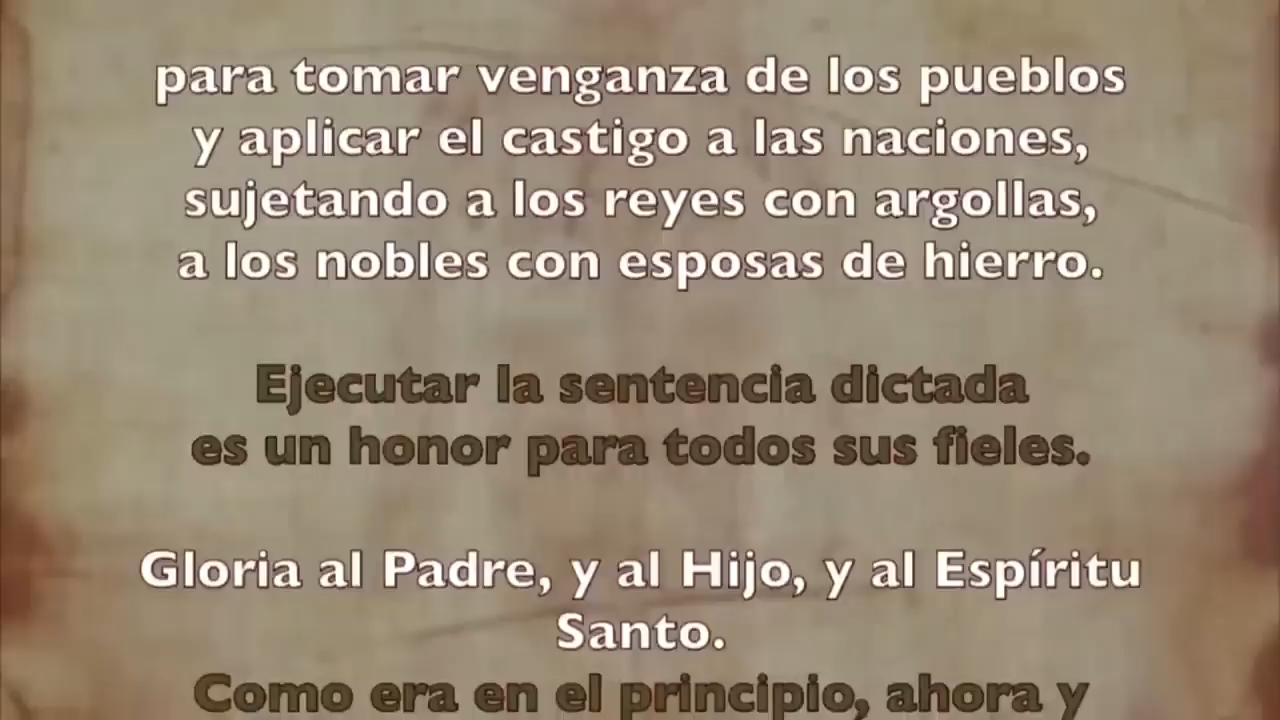 para tomar venganza de los pueblos
y aplicar el castigo a las naciones,
sujetando a los reyes con argollas,
a los nobles con esposas de hierro.
Ejecutar la sentencia dictada
es un honor para todos sus fieles.
Gloria al Padre, y al Hijo, y al Espíritu
Santo.
Como era en el principio, ahora y